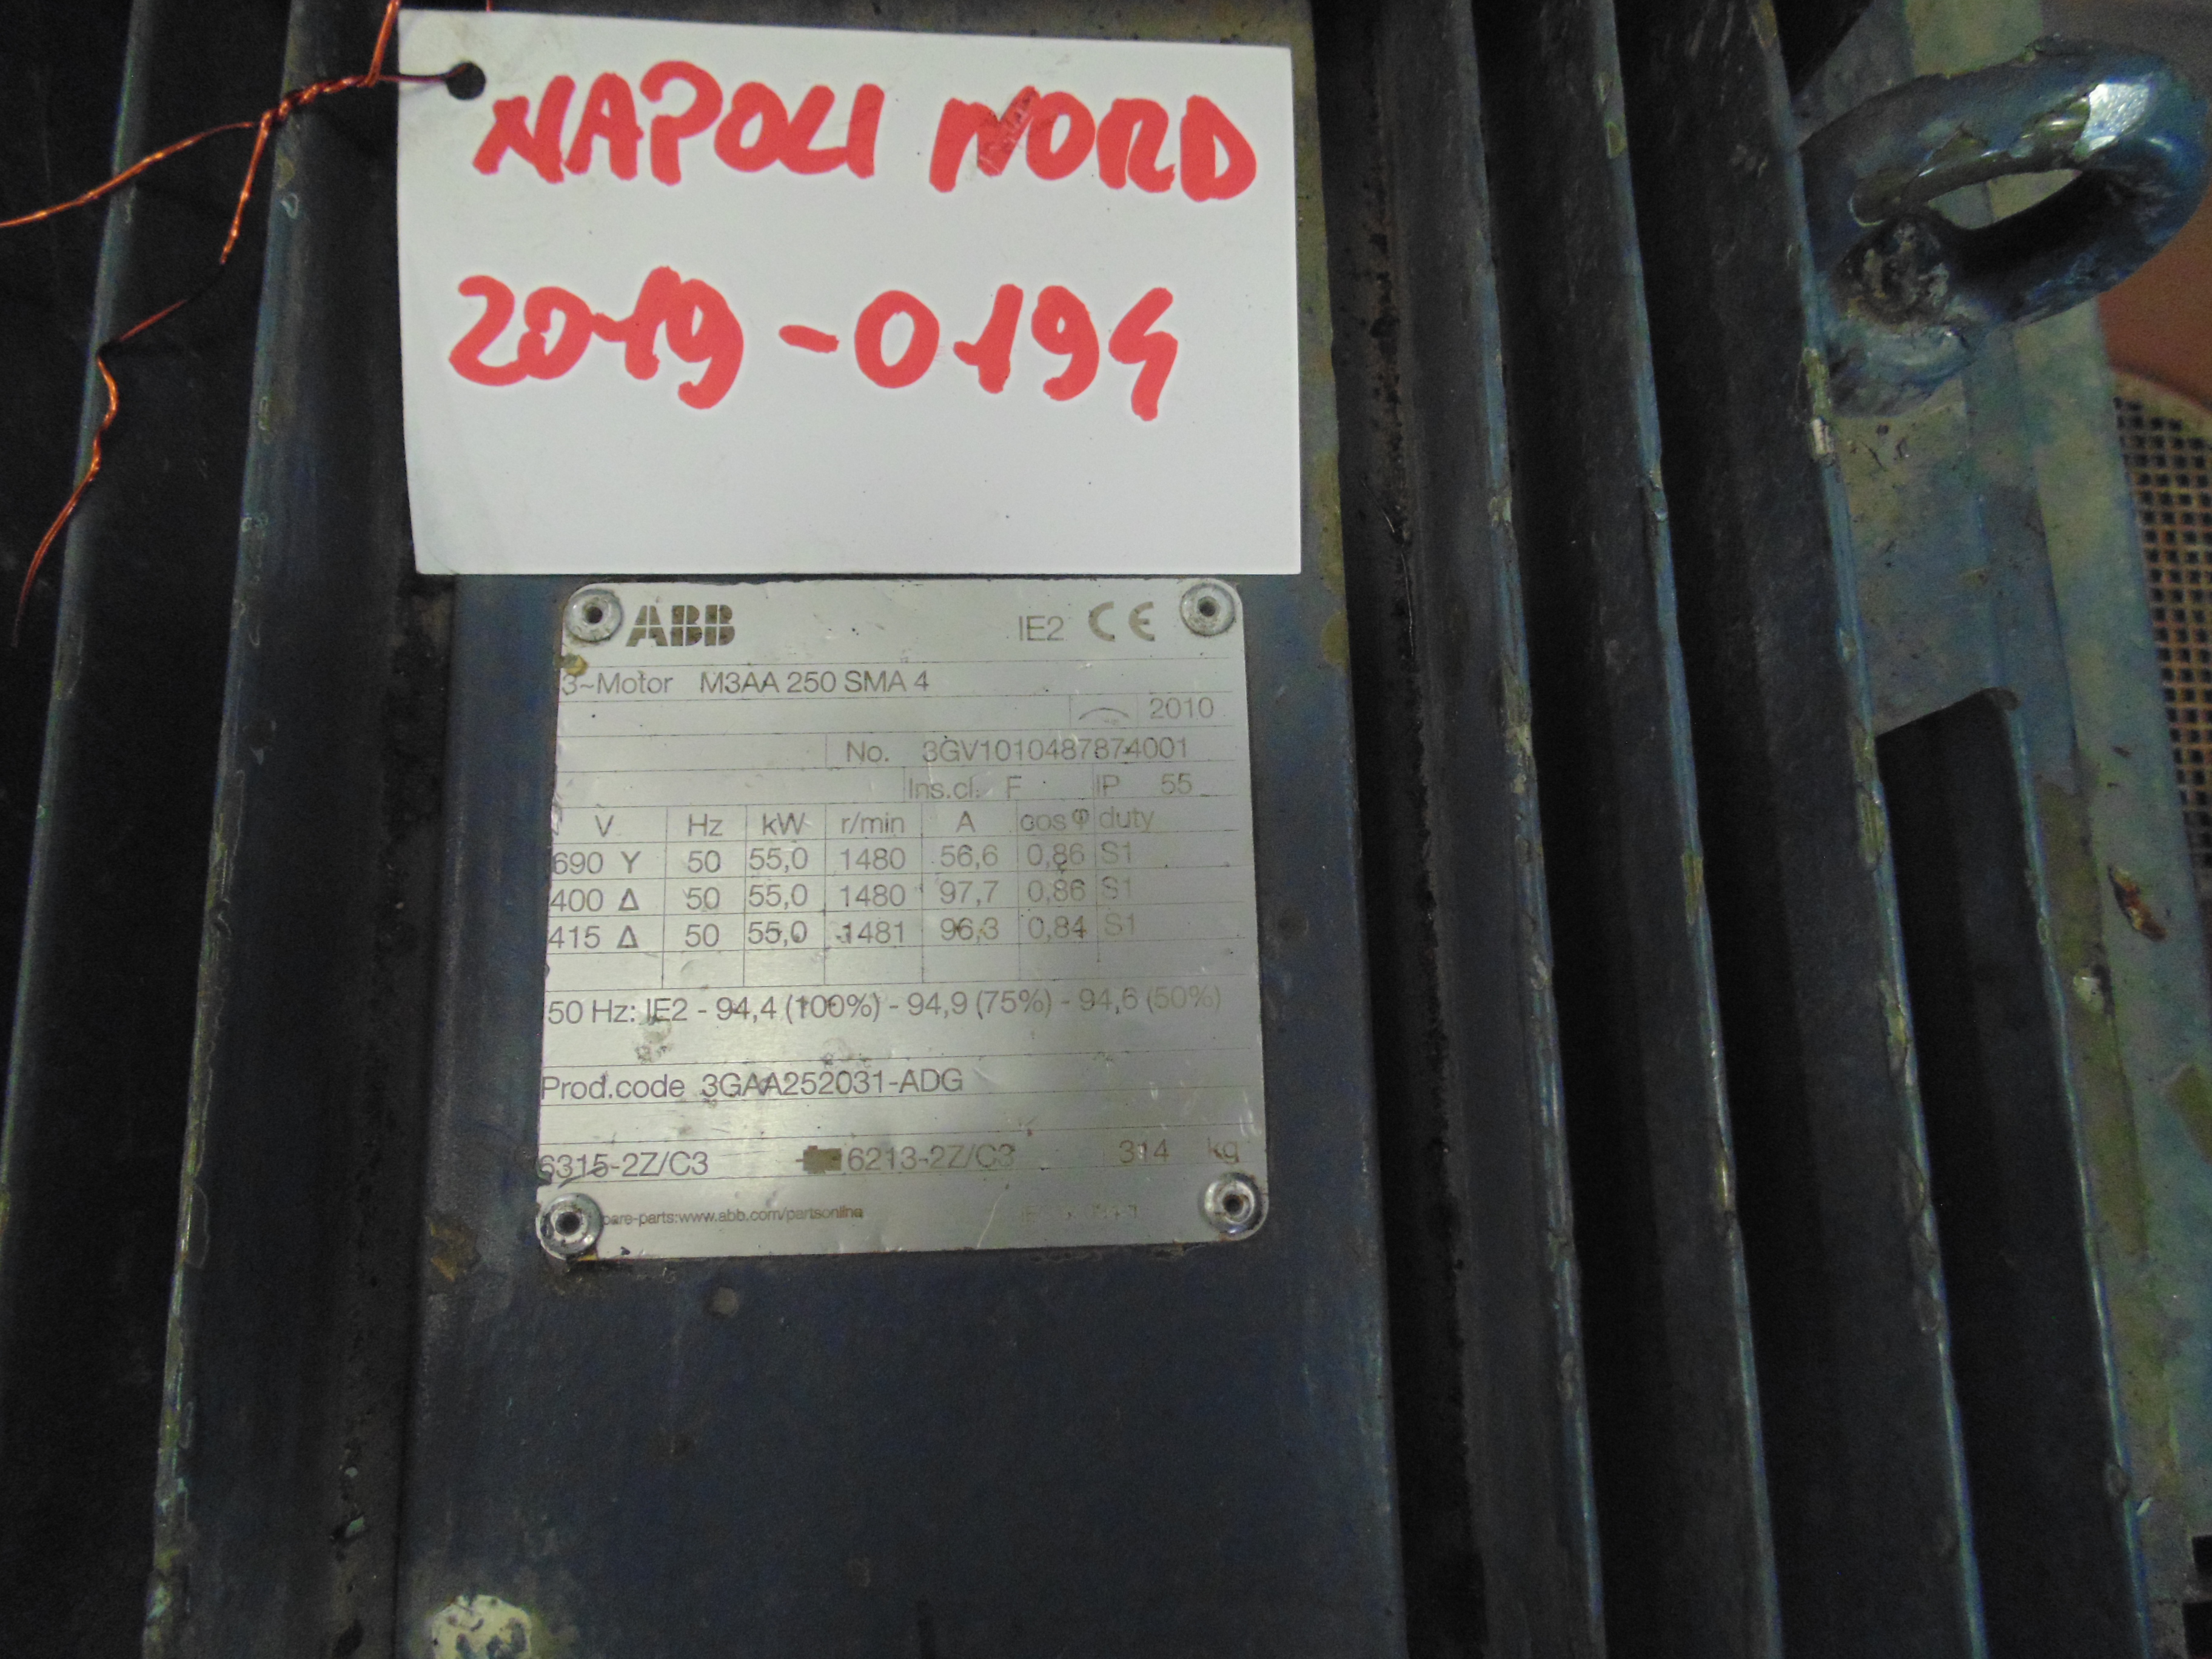 NAPOLI NORD
2019-0194
ABB IE2 CE
3~Motor M3AA 250 SMA 4
2010
No. 3GV1010487874001
Ins.cl. F IP 55
V Hz kW r/min A cosφ duty
690 Y 50 55,0 1480 56,6 0,86 S1
400 Δ 50 55,0 1480 97,7 0,86 S1
415 Δ 50 55,0 1481 96,3 0,84 S1
50 Hz: IE2 - 94,4 (100%) - 94,9 (75%) - 94,6 (50%)
Prod.code 3GAA252031-ADG
6315-2Z/C3 6213-2Z/C3 314 kg
pare-parts:www.abb.com/partsonline